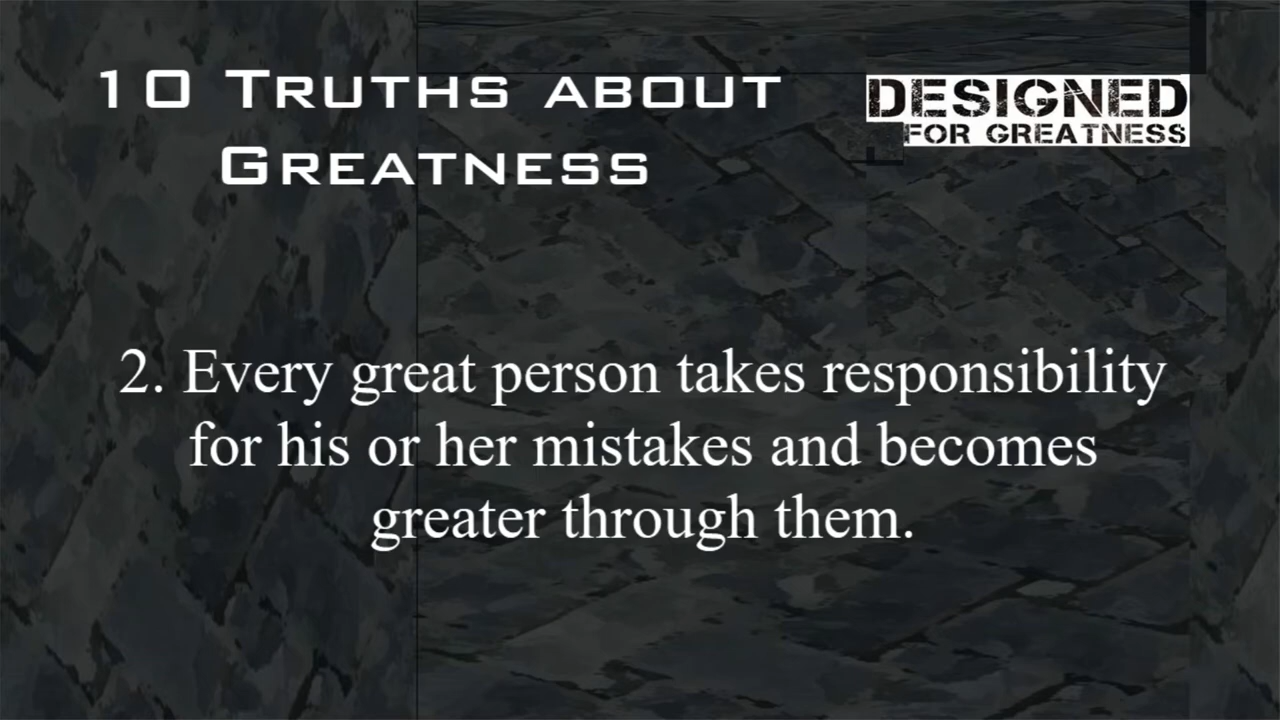 10 Truths about
Greatness
DESIGNED
FOR GREATNESS
2. Every great person takes responsibility
for his or her mistakes and becomes
greater through them.